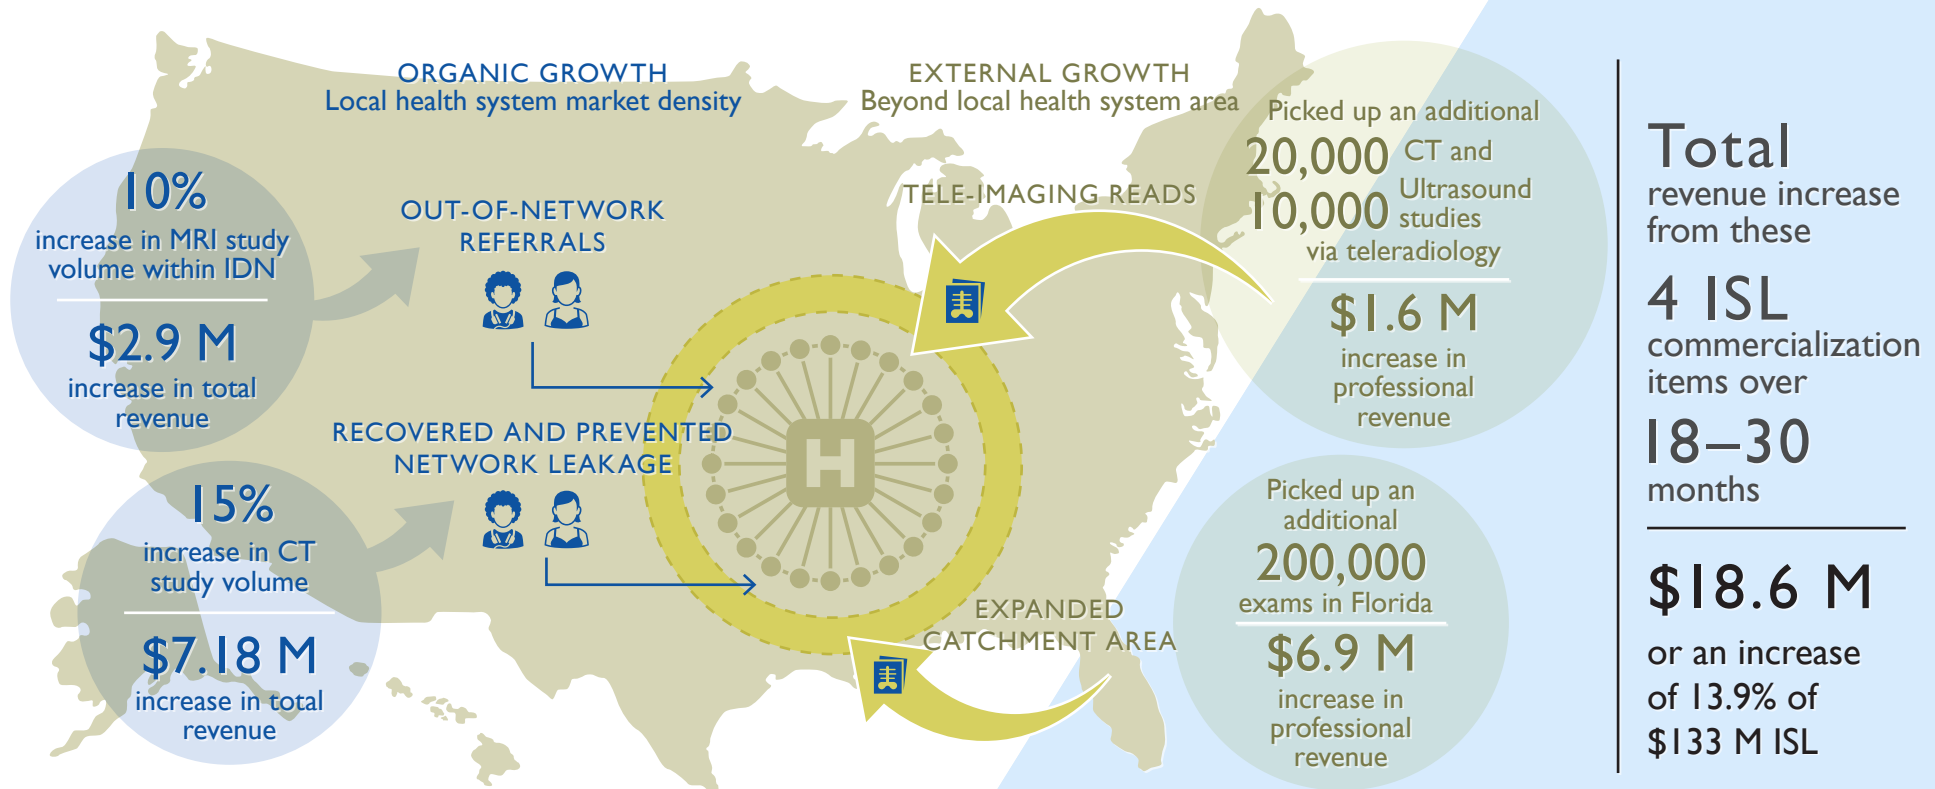 ORGANIC GROWTH
Local health system market density
EXTERNAL GROWTH
Beyond local health system area
10%
increase in MRI study
volume within IDN
$2.9 M
increase in total
revenue
OUT-OF-NETWORK
REFERRALS
15%
increase in CT
study volume
$7.18 M
increase in total
revenue
RECOVERED AND PREVENTED
NETWORK LEAKAGE
H
TELE-IMAGING READS
Picked up an additional
20,000 CT and
10,000 Ultrasound
studies
via teleradiology
$1.6 M
increase in
professional
revenue
EXPANDED
CATCHMENT AREA
Picked up an
additional
200,000
exams in Florida
$6.9 M
increase in
professional
revenue
Total
revenue increase
from these
4 ISL
commercialization
items over
18–30
months
$18.6 M
or an increase
of 13.9% of
$133 M ISL